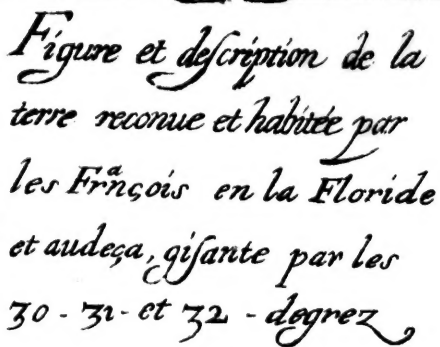 Figure et deſcription de la
terre reconue et habitée par
les Frånçois en la Floride
et audeça, giſante par les
30 - 31 - et 32 - degrez